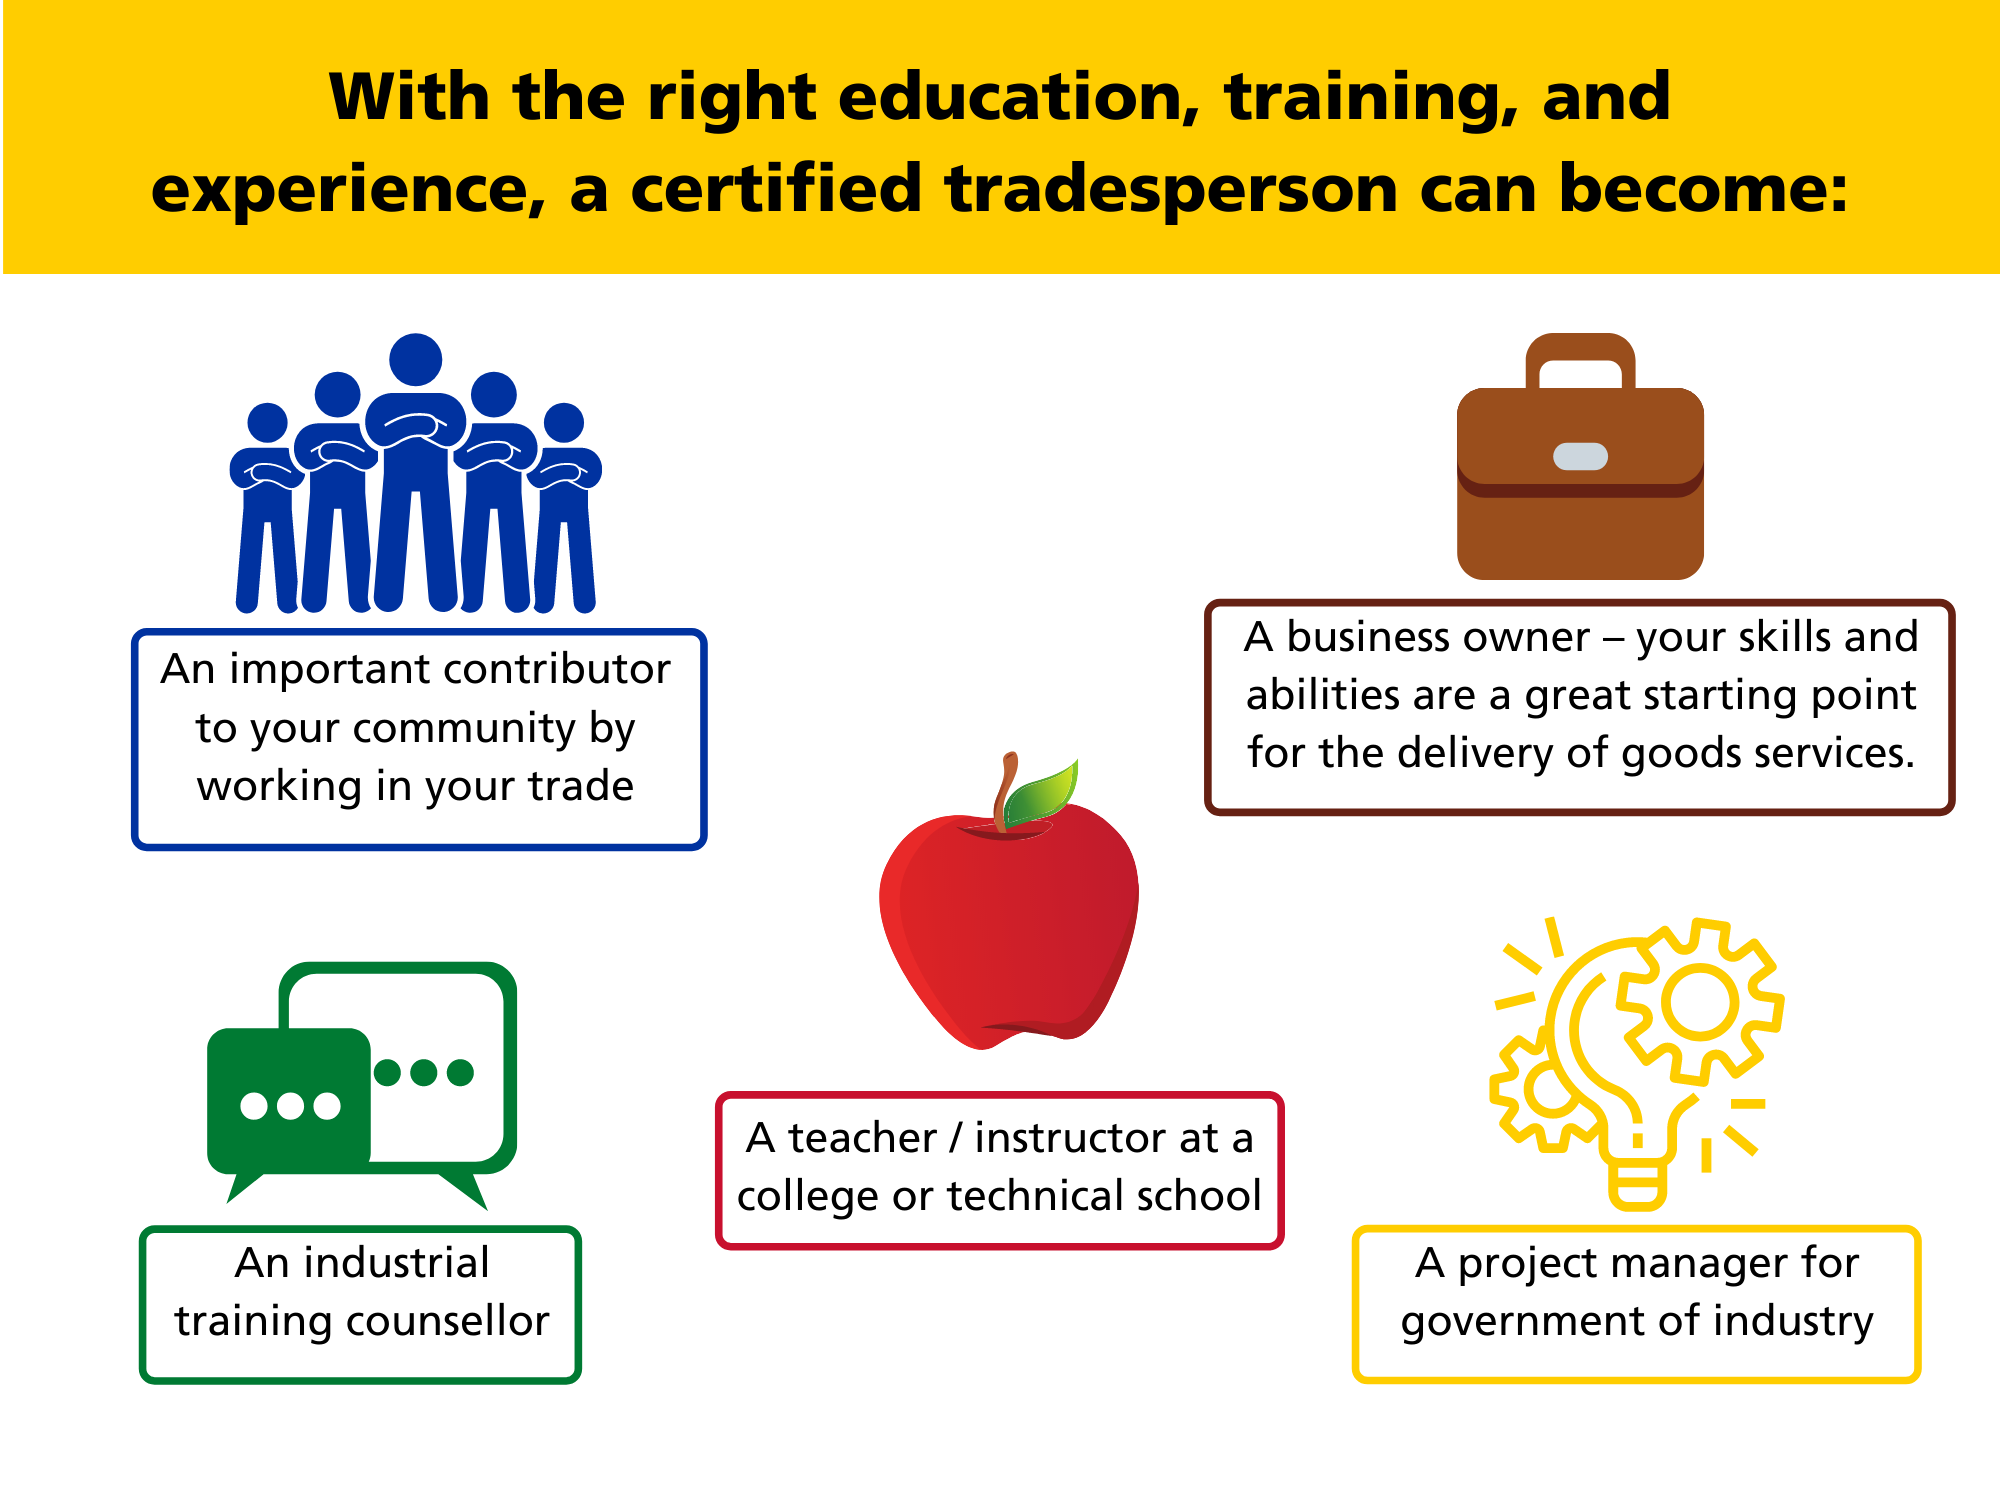 With the right education, training, and
experience, a certified tradesperson can become:
An important contributor
to your community by
working in your trade
A business owner – your skills and
abilities are a great starting point
for the delivery of goods services.
A teacher / instructor at a
college or technical school
An industrial
training counsellor
A project manager for
government of industry